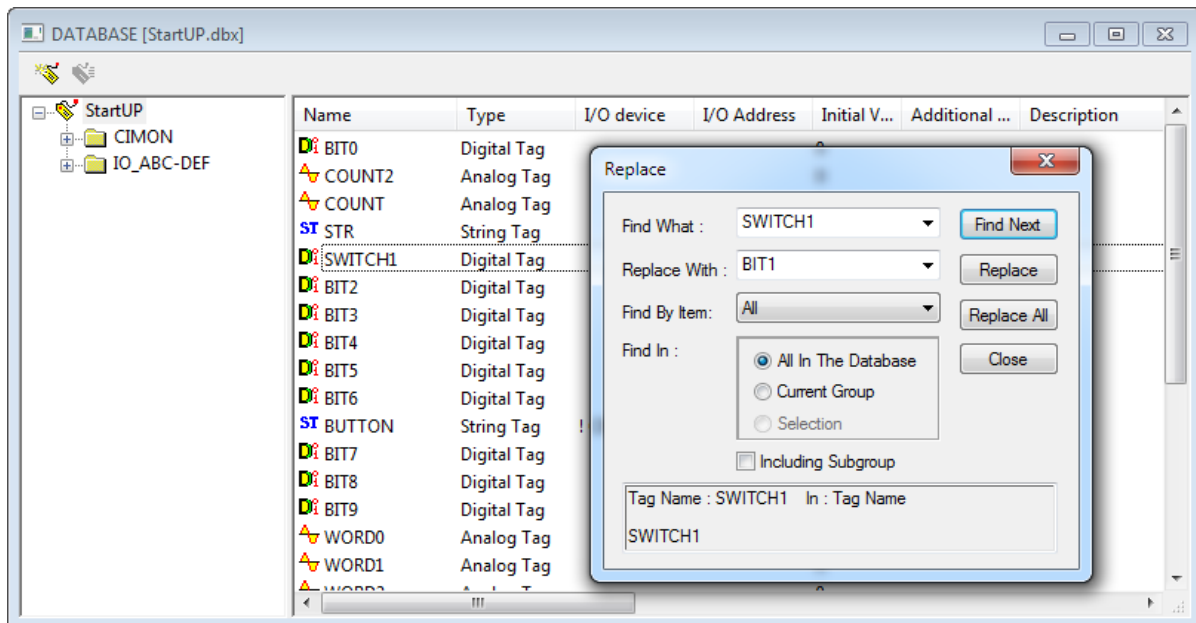 DATABASE [StartUP.dbx]
StartUP
CIMON
IO_ABC-DEF
Name Type I/O device I/O Address Initial V... Additional ... Description
BIT0 Digital Tag
COUNT2 Analog Tag
COUNT Analog Tag
ST STR String Tag
SWITCH1 Digital Tag
BIT2 Digital Tag
BIT3 Digital Tag
BIT4 Digital Tag
BIT5 Digital Tag
BIT6 Digital Tag
ST BUTTON String Tag !
BIT7 Digital Tag
BIT8 Digital Tag
BIT9 Digital Tag
WORD0 Analog Tag
WORD1 Analog Tag
Replace
Find What : SWITCH1 Find Next
Replace With : BIT1 Replace
Find By Item: All Replace All
Find In : All In The Database Close
Current Group
Selection
Including Subgroup
Tag Name : SWITCH1 In : Tag Name
SWITCH1